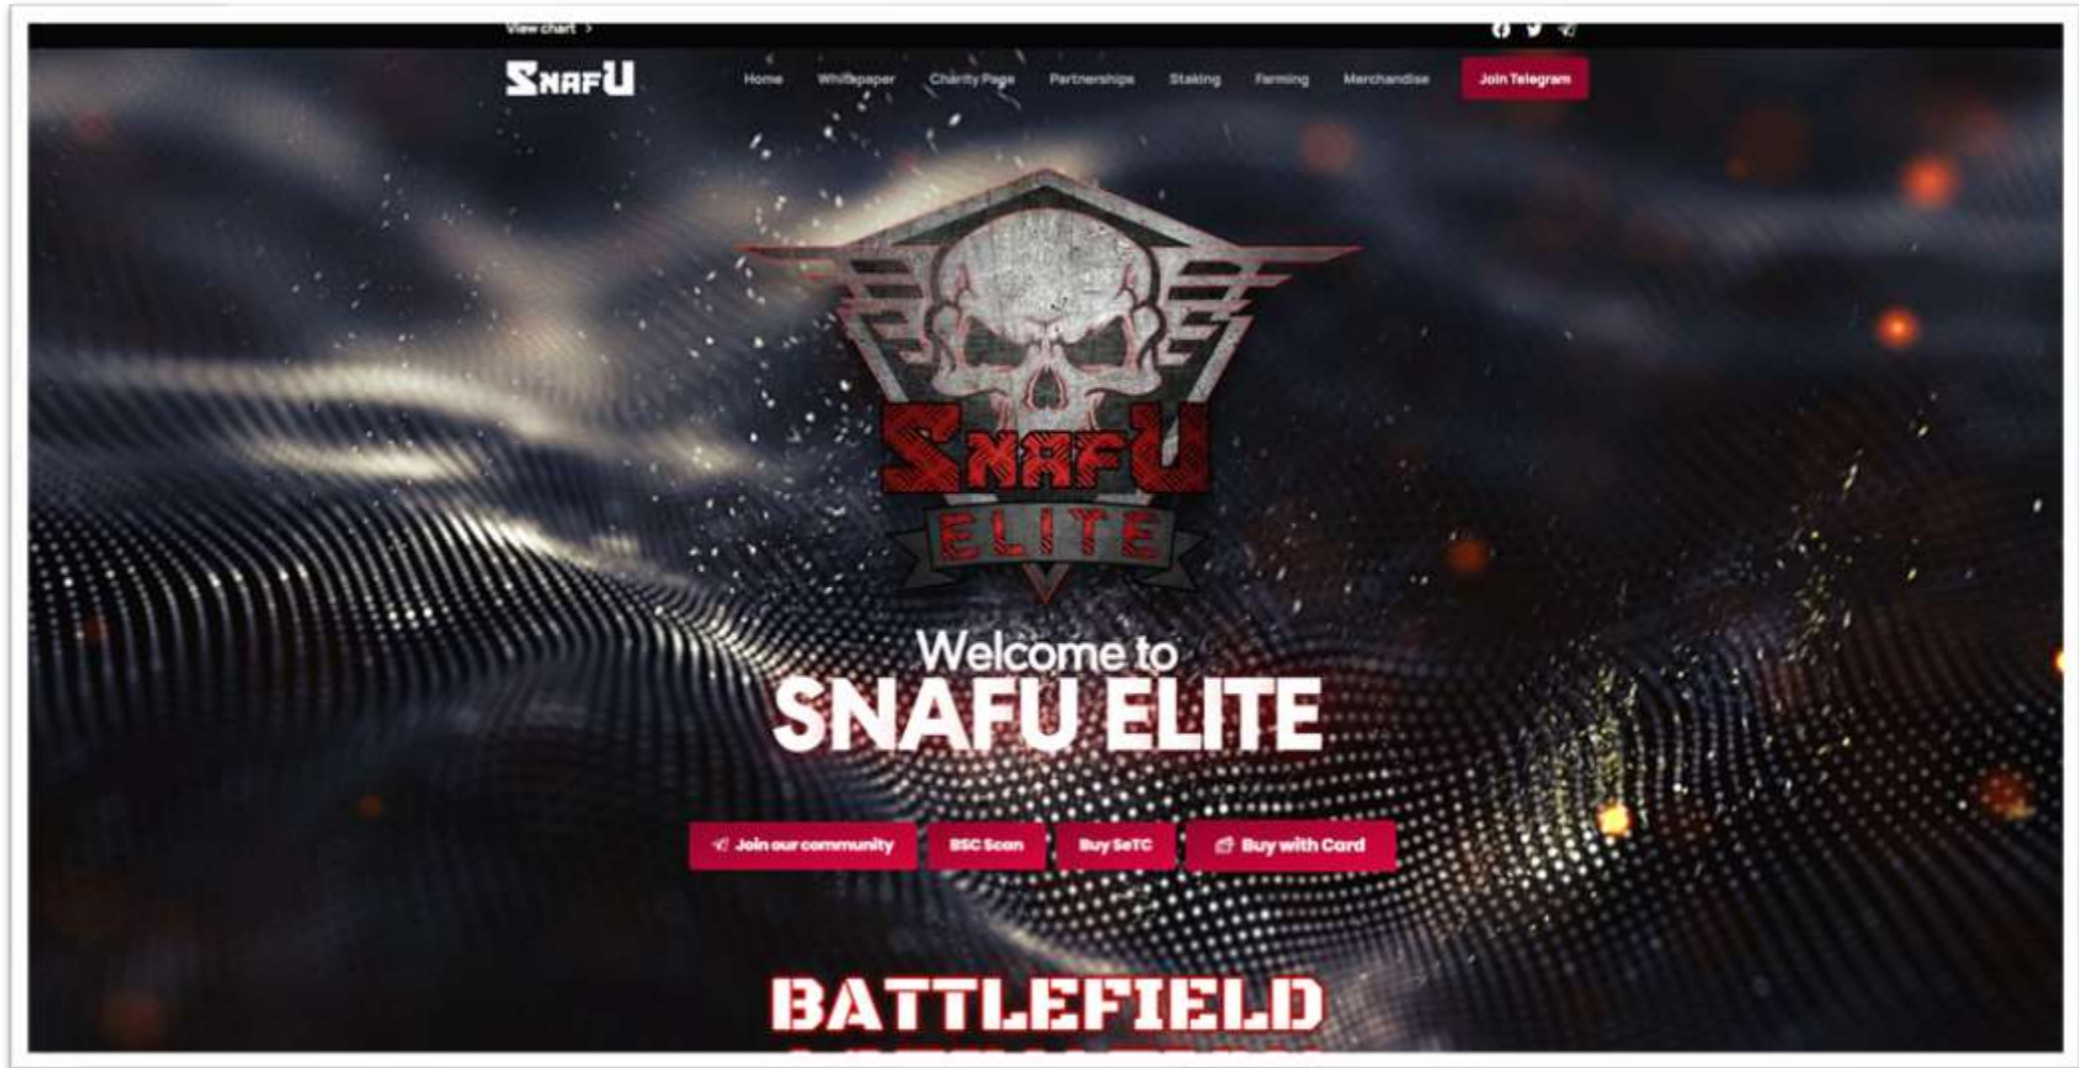 View chart >
SNAFU Home Whitepaper Charity Page Partnerships Staking Farming Merchandise Join Telegram
SNAFU
ELITE
Welcome to
SNAFU ELITE
Join our community BSC Scan Buy SeTC Buy with Card
BATTLEFIELD